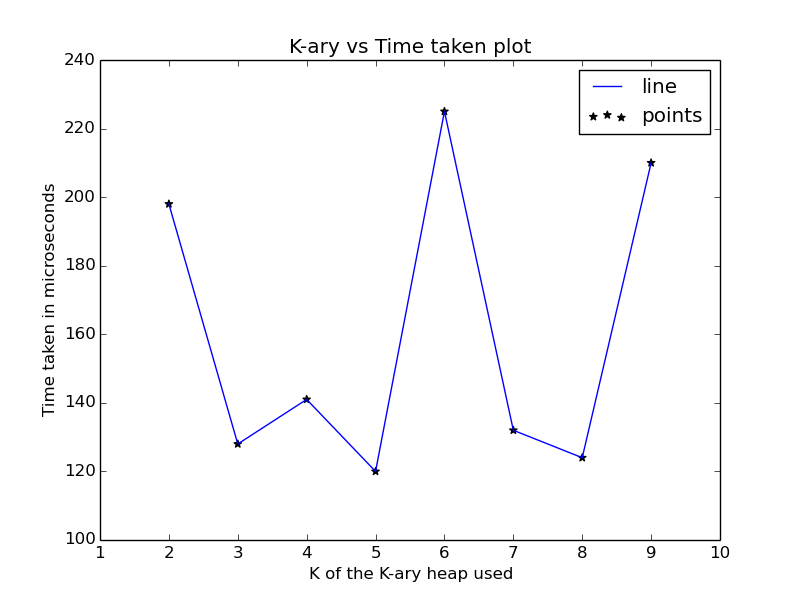 K-ary vs Time taken plot
line
points
Time taken in microseconds
240
220
200
180
160
140
120
100
1 2 3 4 5 6 7 8 9 10
K of the K-ary heap used